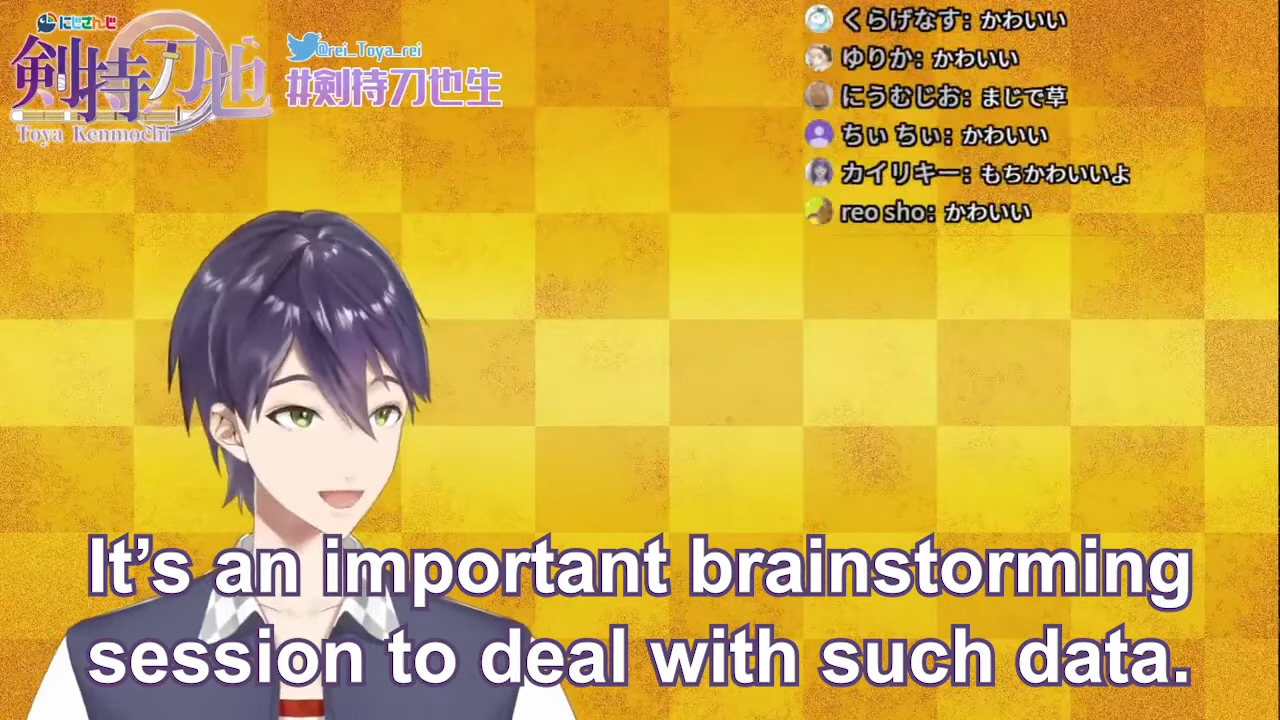 にじさんじ
剣持刀也
Toya Kenmochi
@rei_Toya_rei
#剣持刀也生
くらげなす: かわいい
ゆりか: かわいい
にうむじお: まじで草
ちぃ ちぃ: かわいい
カイリキー: もちかわいいよ
reo sho: かわいい
It’s an important brainstorming
session to deal with such data.